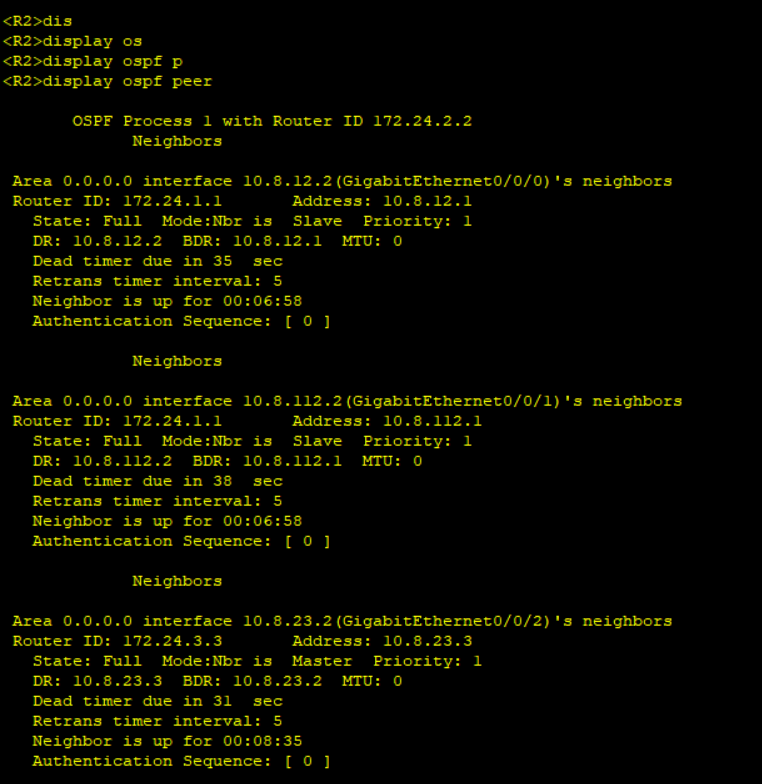 <R2>dis
<R2>display os
<R2>display ospf p
<R2>display ospf peer
OSPF Process 1 with Router ID 172.24.2.2
Neighbors
Area 0.0.0.0 interface 10.8.12.2(GigabitEthernet0/0/0)'s neighbors
Router ID: 172.24.1.1 Address: 10.8.12.1
State: Full Mode:Nbr is Slave Priority: 1
DR: 10.8.12.2 BDR: 10.8.12.1 MTU: 0
Dead timer due in 35 sec
Retrans timer interval: 5
Neighbor is up for 00:06:58
Authentication Sequence: [ 0 ]
Neighbors
Area 0.0.0.0 interface 10.8.112.2(GigabitEthernet0/0/1)'s neighbors
Router ID: 172.24.1.1 Address: 10.8.112.1
State: Full Mode:Nbr is Slave Priority: 1
DR: 10.8.112.2 BDR: 10.8.112.1 MTU: 0
Dead timer due in 38 sec
Retrans timer interval: 5
Neighbor is up for 00:06:58
Authentication Sequence: [ 0 ]
Neighbors
Area 0.0.0.0 interface 10.8.23.2(GigabitEthernet0/0/2)'s neighbors
Router ID: 172.24.3.3 Address: 10.8.23.3
State: Full Mode:Nbr is Master Priority: 1
DR: 10.8.23.3 BDR: 10.8.23.2 MTU: 0
Dead timer due in 31 sec
Retrans timer interval: 5
Neighbor is up for 00:08:35
Authentication Sequence: [ 0 ]